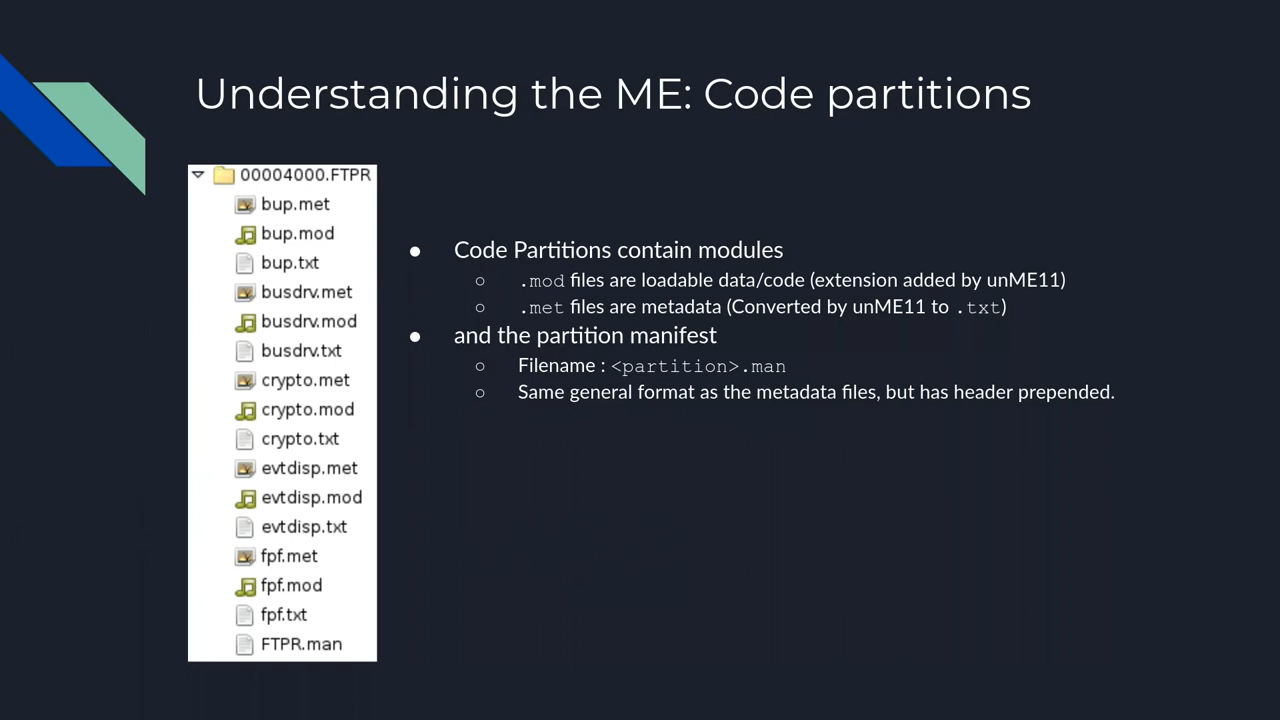 Understanding the ME: Code partitions
00004000.FTPR
bup.met
bup.mod
bup.txt
busdrv.met
busdrv.mod
busdrv.txt
crypto.met
crypto.mod
crypto.txt
evtdisp.met
evtdisp.mod
evtdisp.txt
fpf.met
fpf.mod
fpf.txt
FTPR.man
● Code Partitions contain modules
○ .mod files are loadable data/code (extension added by unME11)
○ .met files are metadata (Converted by unME11 to .txt)
● and the partition manifest
○ Filename : <partition>.man
○ Same general format as the metadata files, but has header prepended.